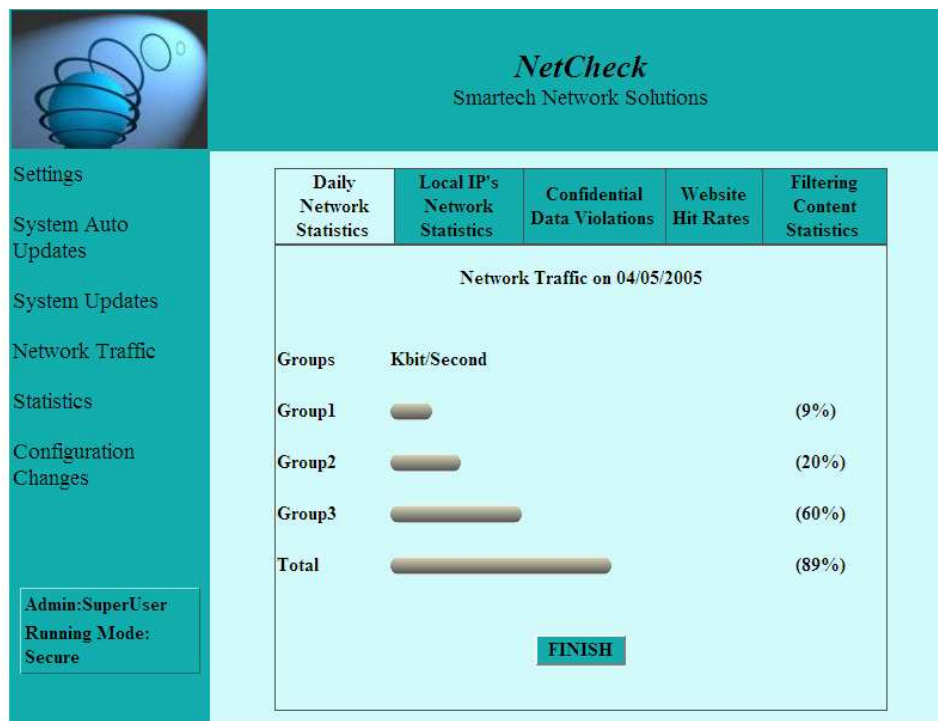 NetCheck
Smartech Network Solutions
Settings
System Auto
Updates
System Updates
Network Traffic
Statistics
Configuration
Changes
Admin:SuperUser
Running Mode:
Secure
Daily
Network
Statistics
Local IP's
Network
Statistics
Confidential
Data Violations
Website
Hit Rates
Filtering
Content
Statistics
Network Traffic on 04/05/2005
Groups Kbit/Second
Group1 (9%)
Group2 (20%)
Group3 (60%)
Total (89%)
FINISH